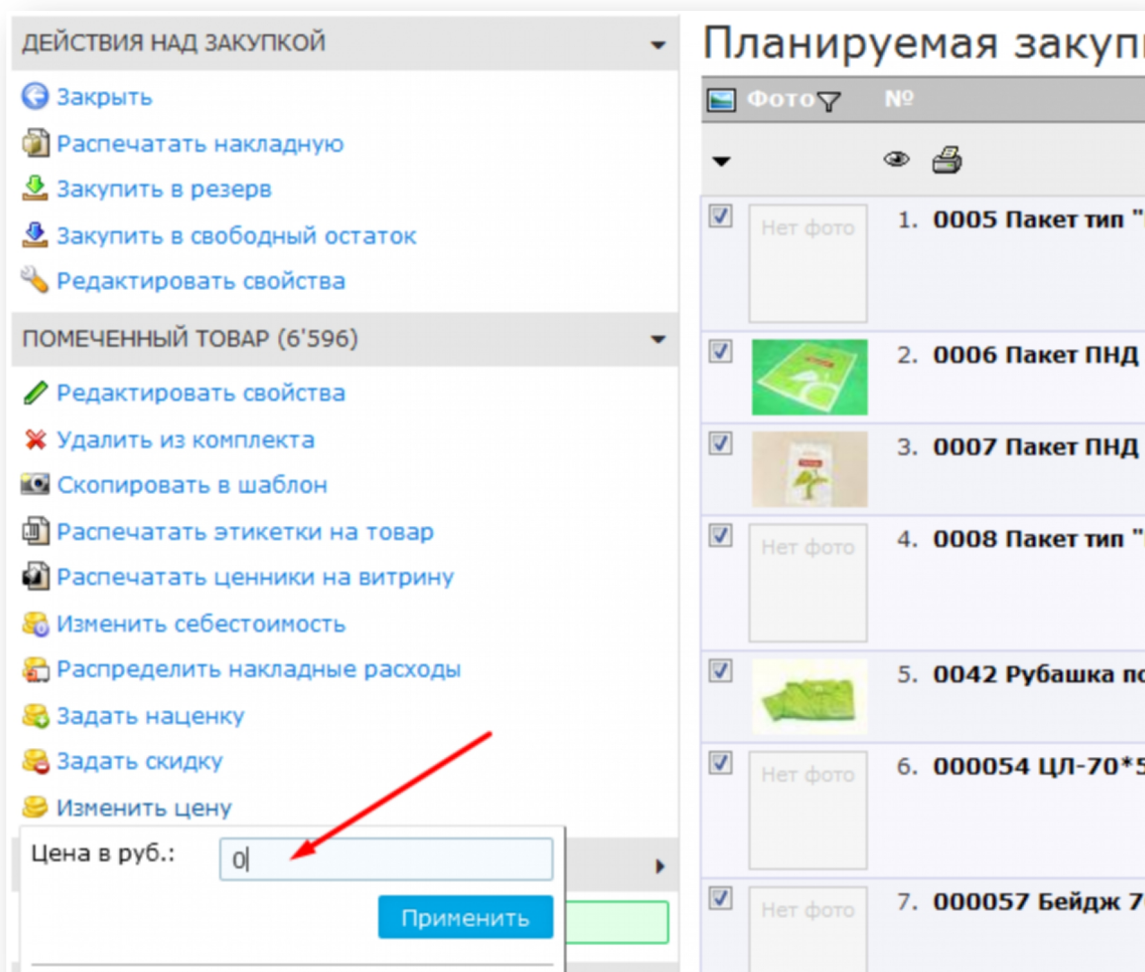 ДЕЙСТВИЯ НАД ЗАКУПКОЙ
Закрыть
Распечатать накладную
Закупить в резерв
Закупить в свободный остаток
Редактировать свойства
ПОМЕЧЕННЫЙ ТОВАР (6'596)
Редактировать свойства
Удалить из комплекта
Скопировать в шаблон
Распечатать этикетки на товар
Распечатать ценники на витрину
Изменить себестоимость
Распределить накладные расходы
Задать наценку
Задать скидку
Изменить цену
Цена в руб.: 0
Применить
Планируемая
Фото №
Нет фото 1. 0005 Пакет тип "
2. 0006 Пакет ПНД
3. 0007 Пакет ПНД
Нет фото 4. 0008 Пакет тип "
5. 0042 Рубашка
Нет фото 6. 000054 ЦЛ-70*5
Нет фото 7. 000057 Бейдж 7